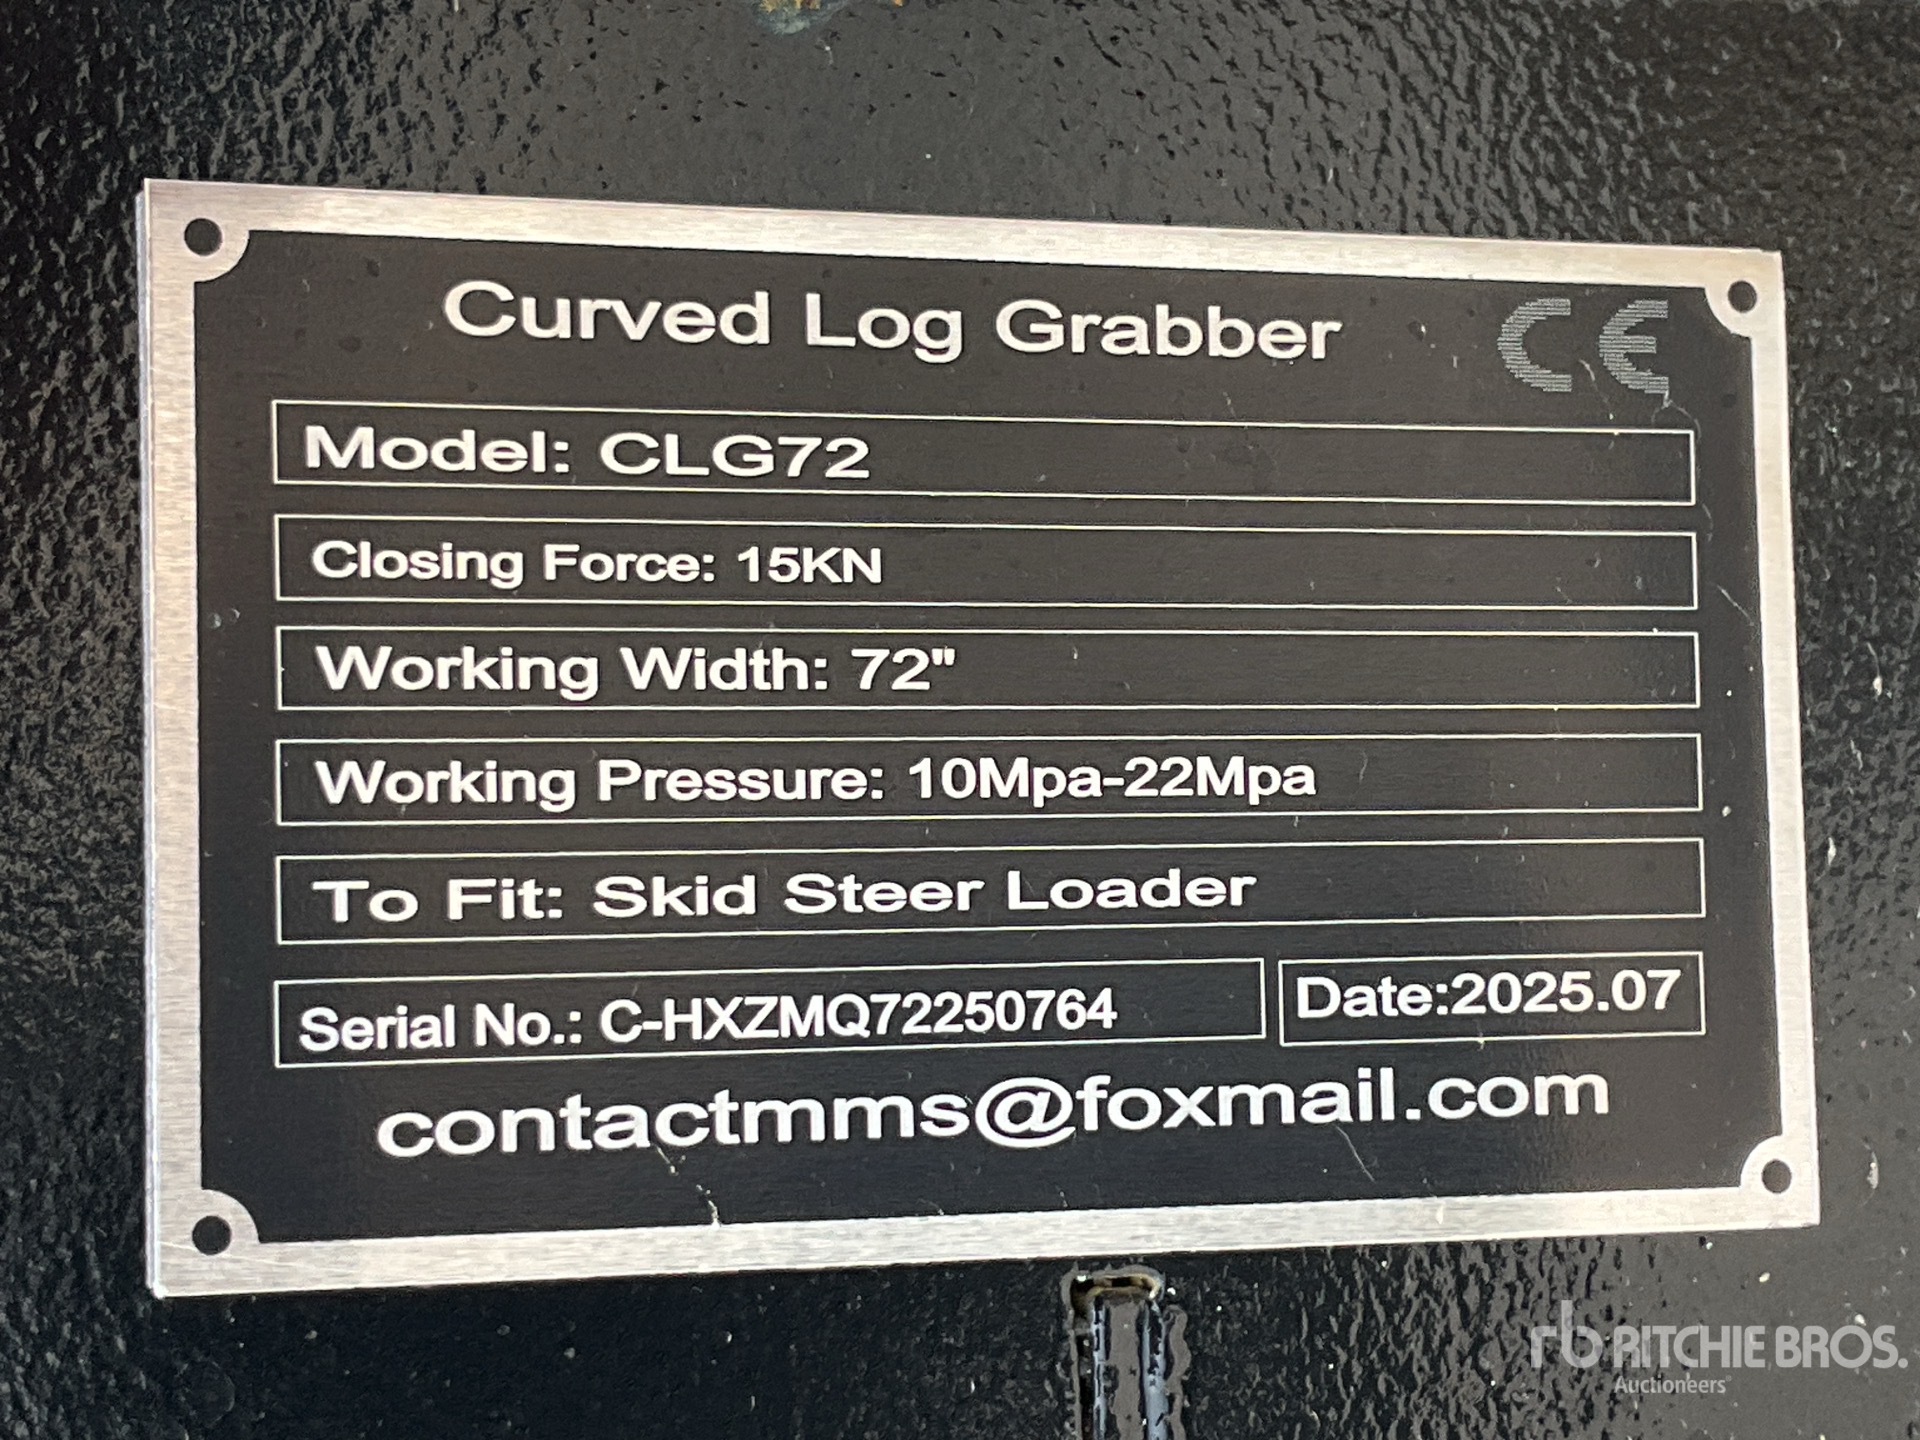 Curved Log Grabber
CE
Model: CLG72
Closing Force: 15KN
Working Width: 72"
Working Pressure: 10Mpa-22Mpa
To Fit: Skid Steer Loader
Serial No.: C-HXZMQ72250764
Date:2025.07
contactmms@foxmail.com
rb RITCHIE BROS.
Auctioneers